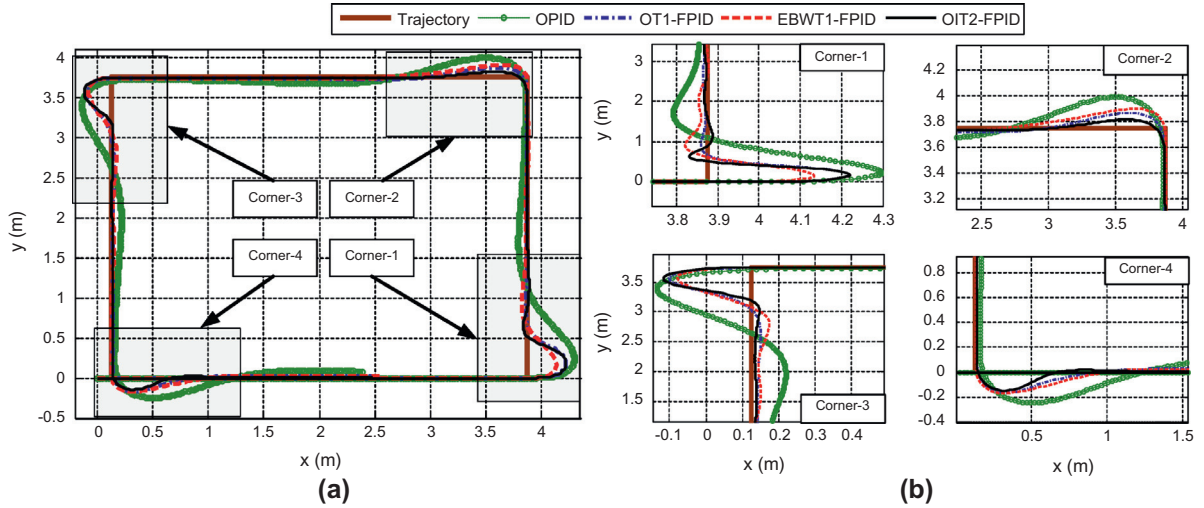 Trajectory OPID OT1-FPID EBWT1-FPID OIT2-FPID
4
3.5
3
2.5
2
1.5
1
0.5
0
-0.5
y (m)
Corner-3
Corner-2
Corner-4
Corner-1
0 0.5 1 1.5 2 2.5 3 3.5 4
x (m)
(a)
Corner-1
3
2
1
0
y (m)
3.8 3.9 4 4.1 4.2 4.3
Corner-2
4.4
4.2
4
3.8
3.6
3.4
3.2
2.5 3 3.5 4
3.5
3
2.5
2
1.5
y (m)
Corner-3
-0.1 0 0.1 0.2 0.3 0.4
x (m)
Corner-4
0.8
0.6
0.4
0.2
0
-0.2
-0.4
0.5 1 1.5
x (m)
(b)